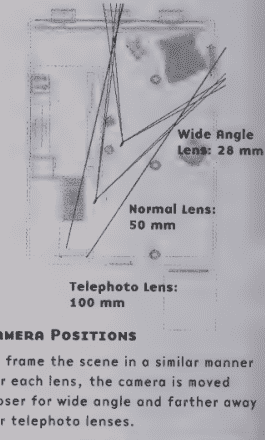 Wide Angle
Lens: 28 mm
Normal Lens:
50 mm
Telephoto Lens:
100 mm
AMERA POSITIONS
frame the scene in a similar manner
r each lens, the camera is moved
oser for wide angle and farther away
r telephoto lenses.